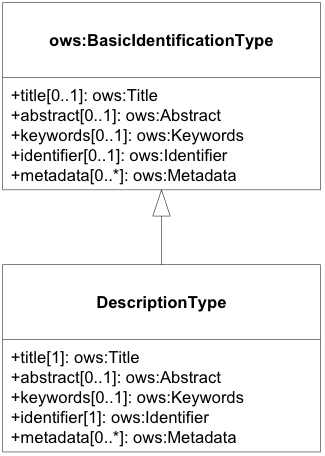 ows:BasicIdentificationType
+title[0..1]: ows:Title
+abstract[0..1]: ows:Abstract
+keywords[0..1]: ows:Keywords
+identifier[0..1]: ows:Identifier
+metadata[0..*]: ows:Metadata
DescriptionType
+title[1]: ows:Title
+abstract[0..1]: ows:Abstract
+keywords[0..1]: ows:Keywords
+identifier[1]: ows:Identifier
+metadata[0..*]: ows:Metadata